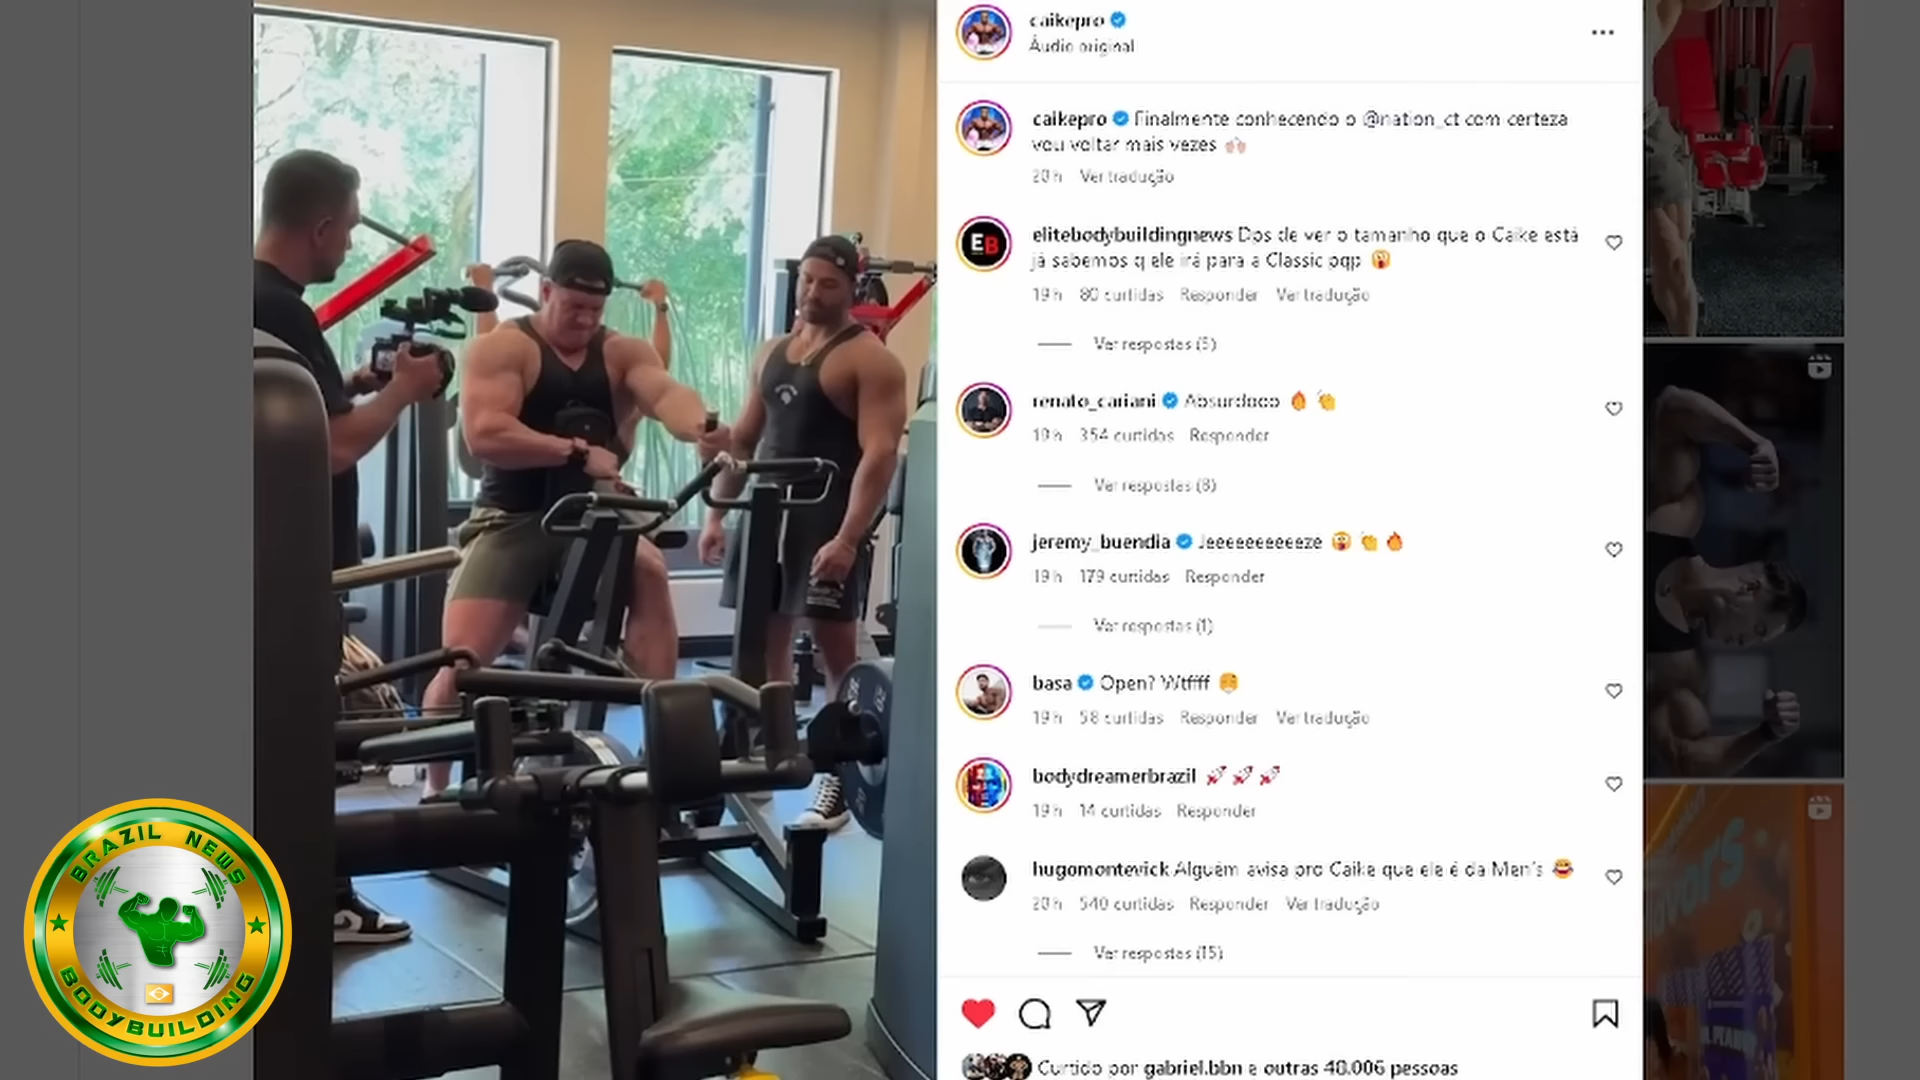 caikepro
Áudio original
caikepro Finalmente conhecendo o @nation_ct com certeza
vou voltar mais vezes 🙌🏻
20 h Ver tradução
elitebodybuildingnews Dps de ver o tamanho que o Caike está
já sabemos q ele irá para a Classic pqp 😱
19 h 80 curtidas Responder Ver tradução
Ver respostas (5)
renato_cariani Absurdooo 🔥 👏
19 h 354 curtidas Responder
Ver respostas (8)
jeremy_buendia Jeeeeeeeeeeze 😱 👏 🔥
19 h 179 curtidas Responder
Ver respostas (1)
basa Open? Wtffff 😁
19 h 58 curtidas Responder Ver tradução
bodydreamerbrazil 🚀 🚀 🚀
19 h 14 curtidas Responder
hugomontevick Alguém avisa pro Caike que ele é da Men's 😂
20 h 540 curtidas Responder Ver tradução
Ver respostas (15)
Curtido por gabriel.bbn e outras 48.006 pessoas
BRAZIL NEWS
BODYBUILDING
EB